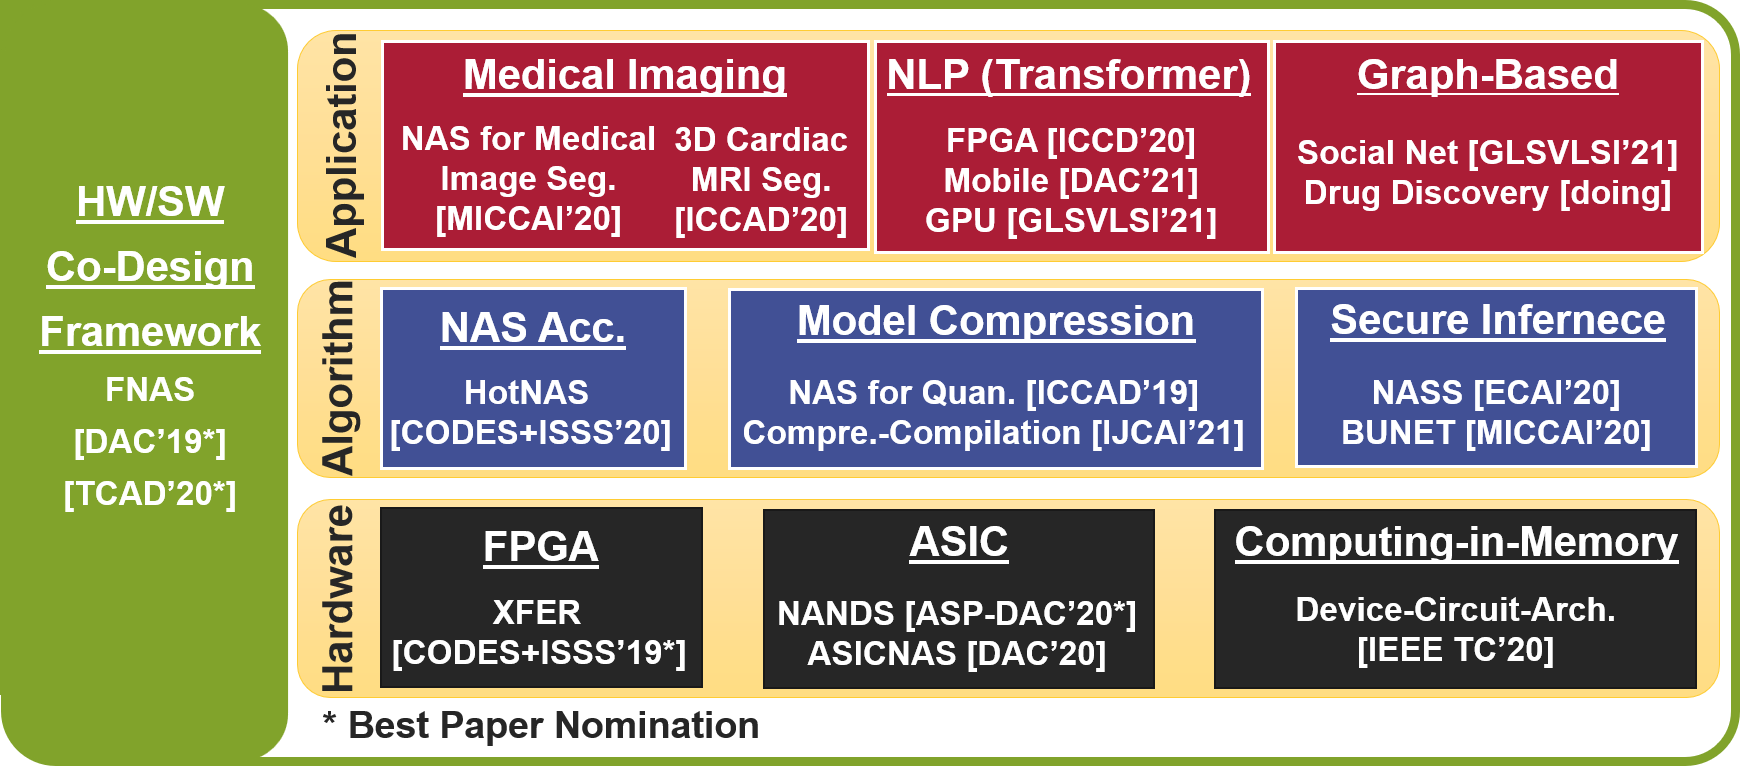 HW/SW
Co-Design
Framework
FNAS
[DAC’19*]
[TCAD’20*]
Application
Medical Imaging
NAS for Medical
Image Seg.
[MICCAI’20]
3D Cardiac
MRI Seg.
[ICCAD’20]
NLP (Transformer)
FPGA [ICCD’20]
Mobile [DAC’21]
GPU [GLSVLSI’21]
Graph-Based
Social Net [GLSVLSI’21]
Drug Discovery [doing]
Algorithm
NAS Acc.
HotNAS
[CODES+ISSS’20]
Model Compression
NAS for Quan. [ICCAD’19]
Compre.-Compilation [IJCAI’21]
Secure Infernece
NASS [ECAI’20]
BUNET [MICCAI’20]
Hardware
FPGA
XFER
[CODES+ISSS’19*]
ASIC
NANDS [ASP-DAC’20*]
ASICNAS [DAC’20]
Computing-in-Memory
Device-Circuit-Arch.
[IEEE TC’20]
* Best Paper Nomination